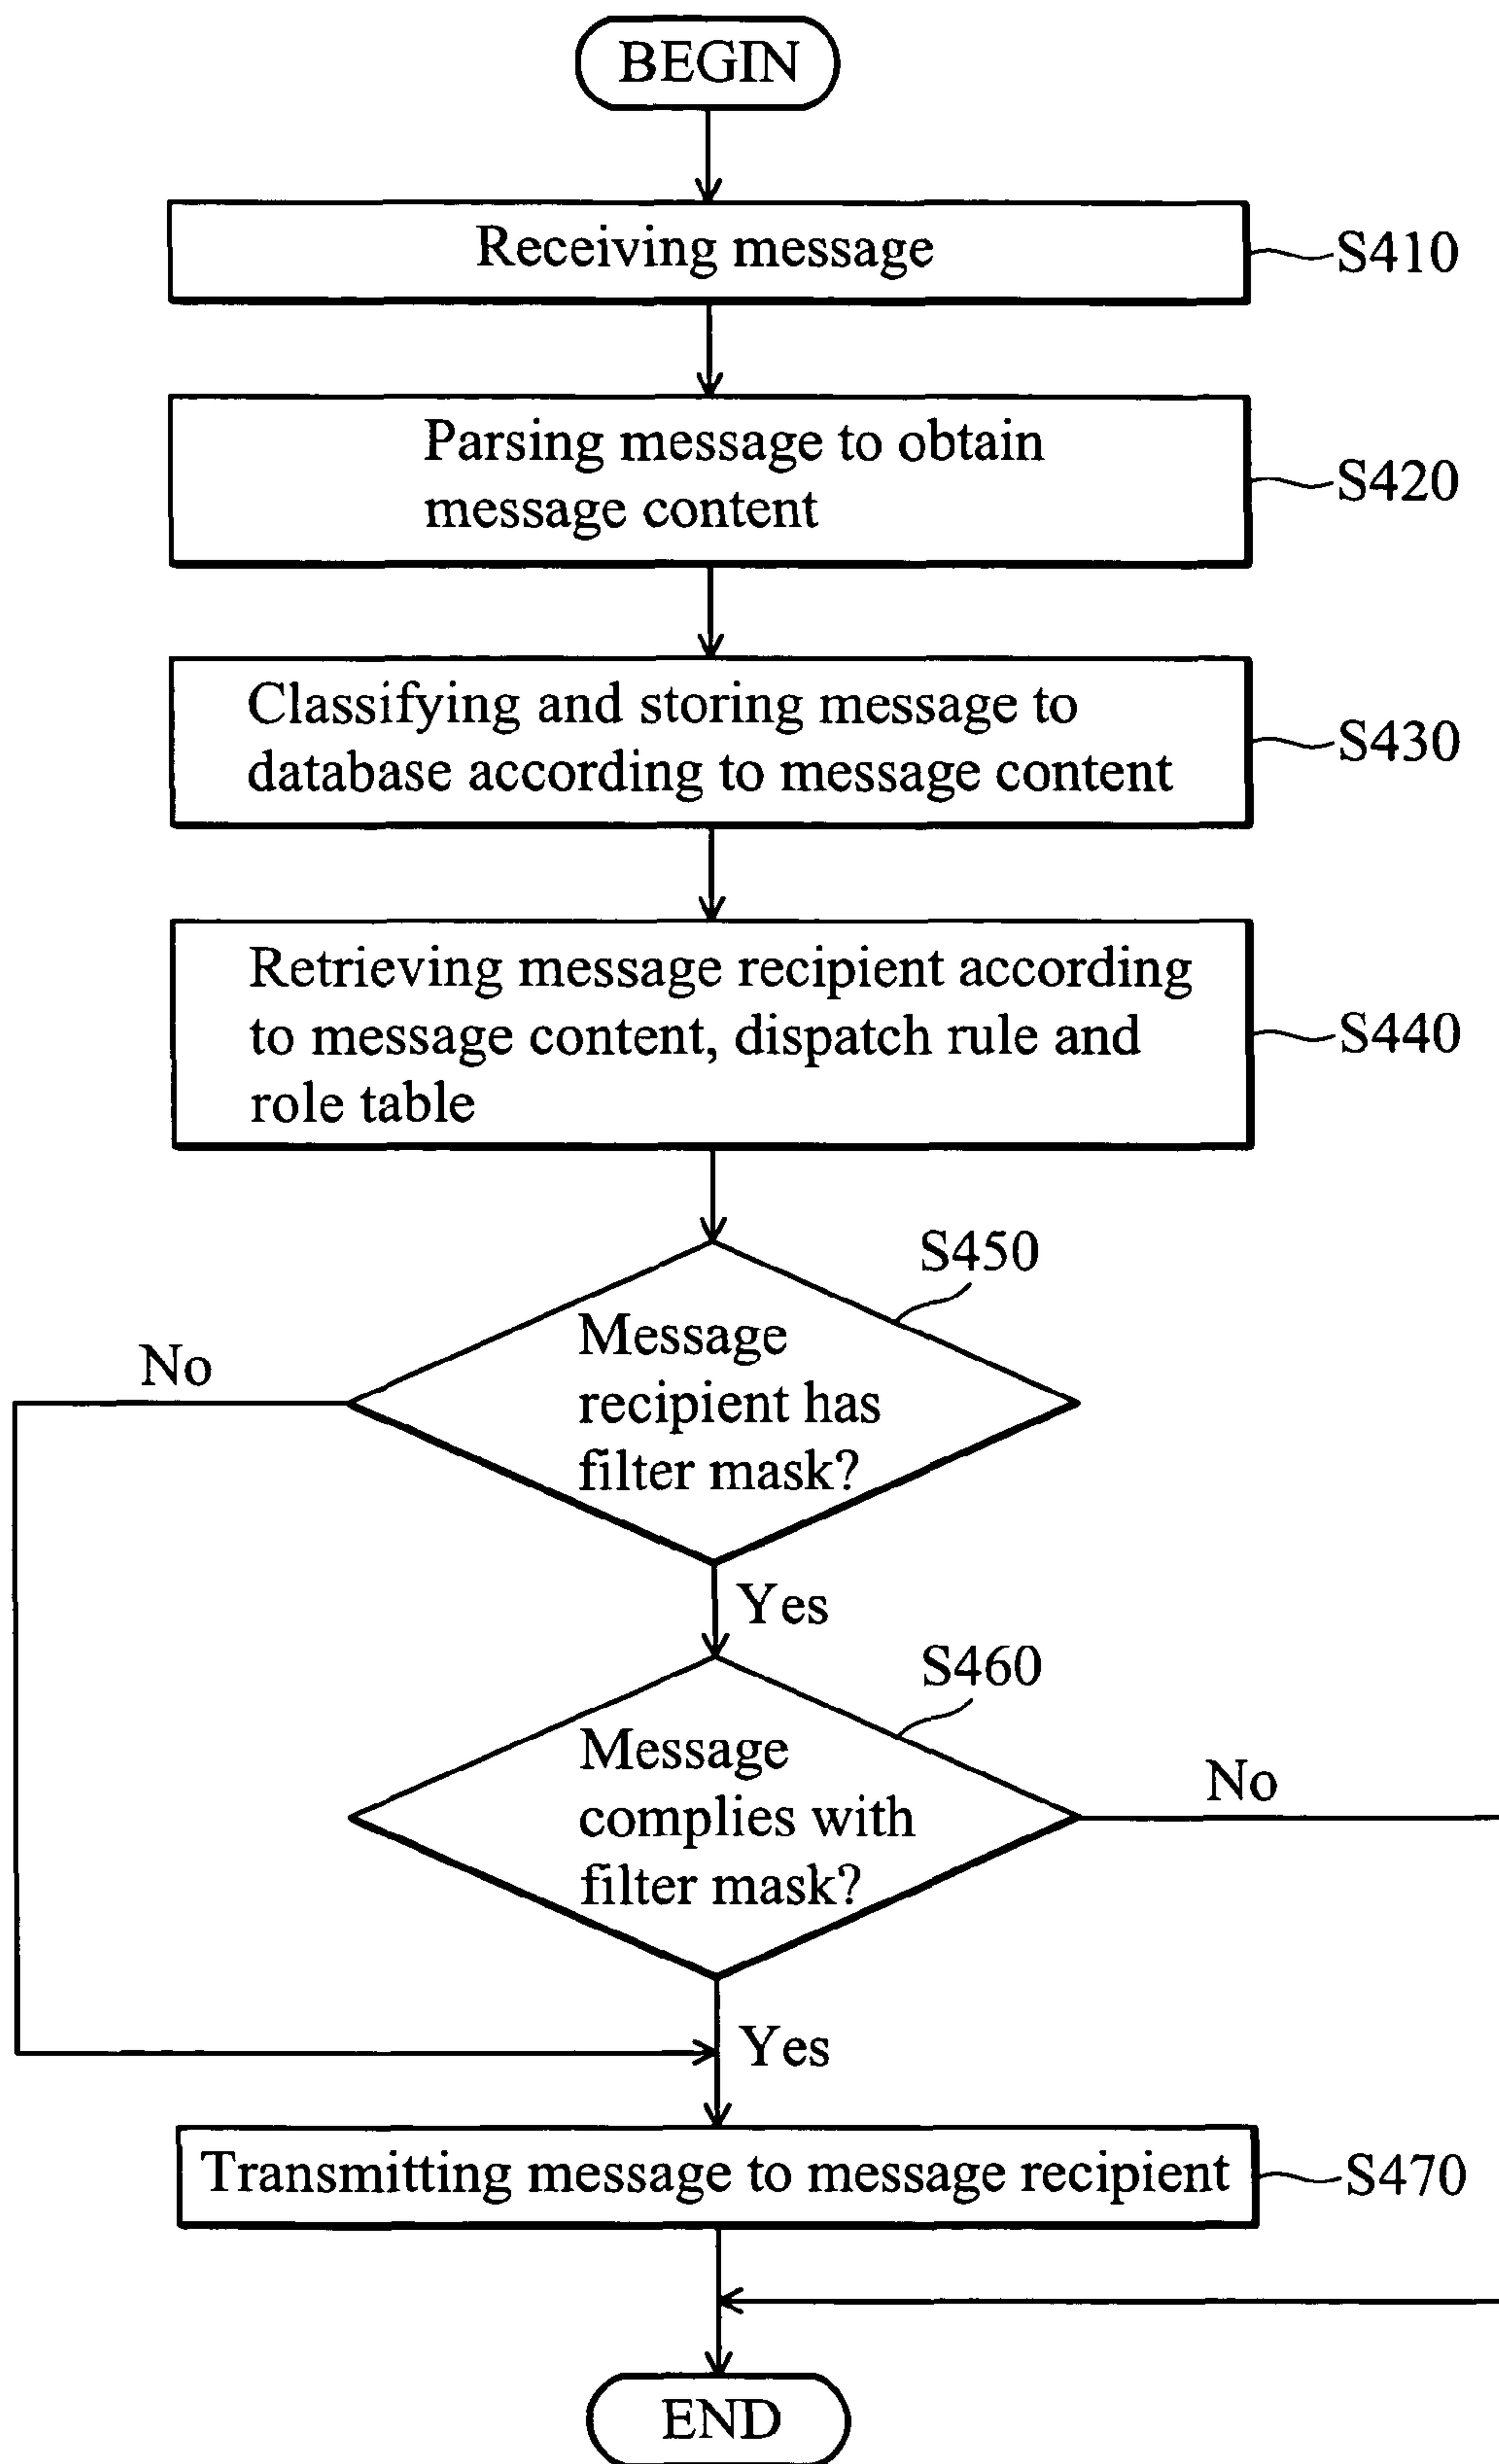 BEGIN
Receiving message
S410
Parsing message to obtain
message content
S420
Classifying and storing message to
database according to message content
S430
Retrieving message recipient according
to message content, dispatch rule and
role table
S440
S450
Message
recipient has
filter mask?
No
Yes
S460
Message
complies with
filter mask?
No
Yes
Transmitting message to message recipient
S470
END